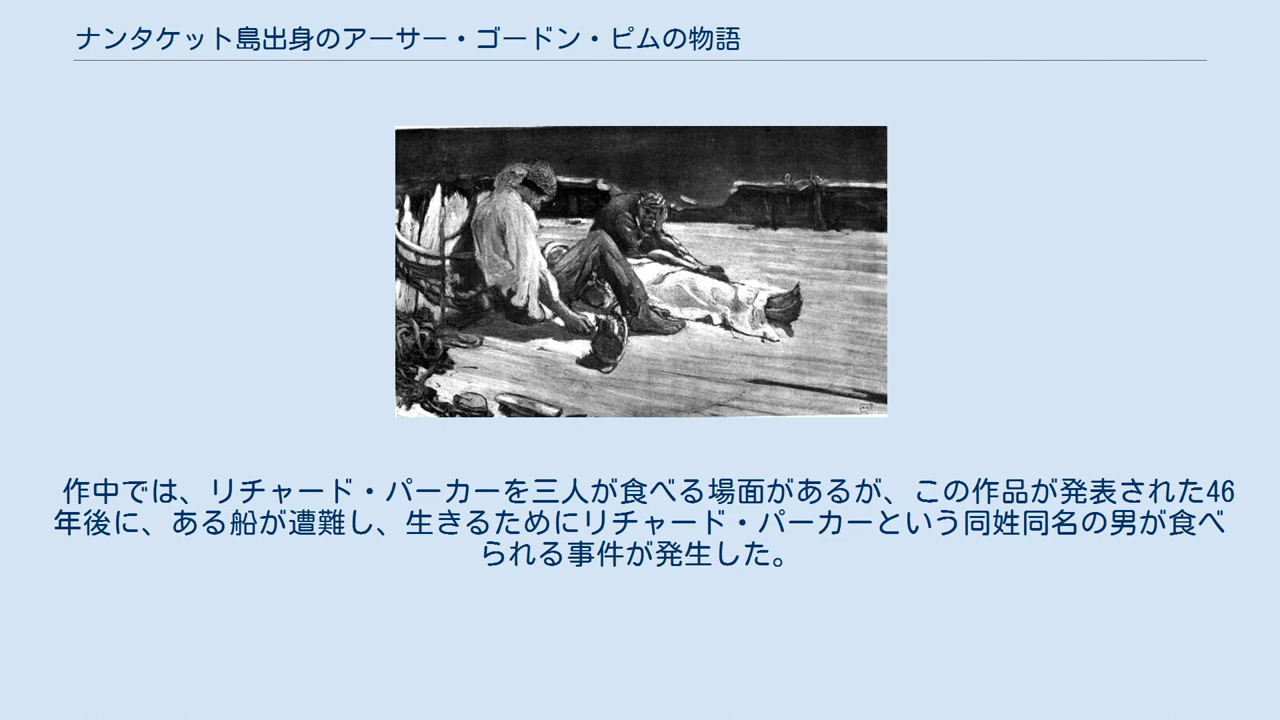 ナンタケット島出身のアーサー・ゴードン・ピムの物語
作中では、リチャード・パーカーを三人が食べる場面があるが、この作品が発表された46
年後に、ある船が遭難し、生きるためにリチャード・パーカーという同姓同名の男が食べ
られる事件が発生した。